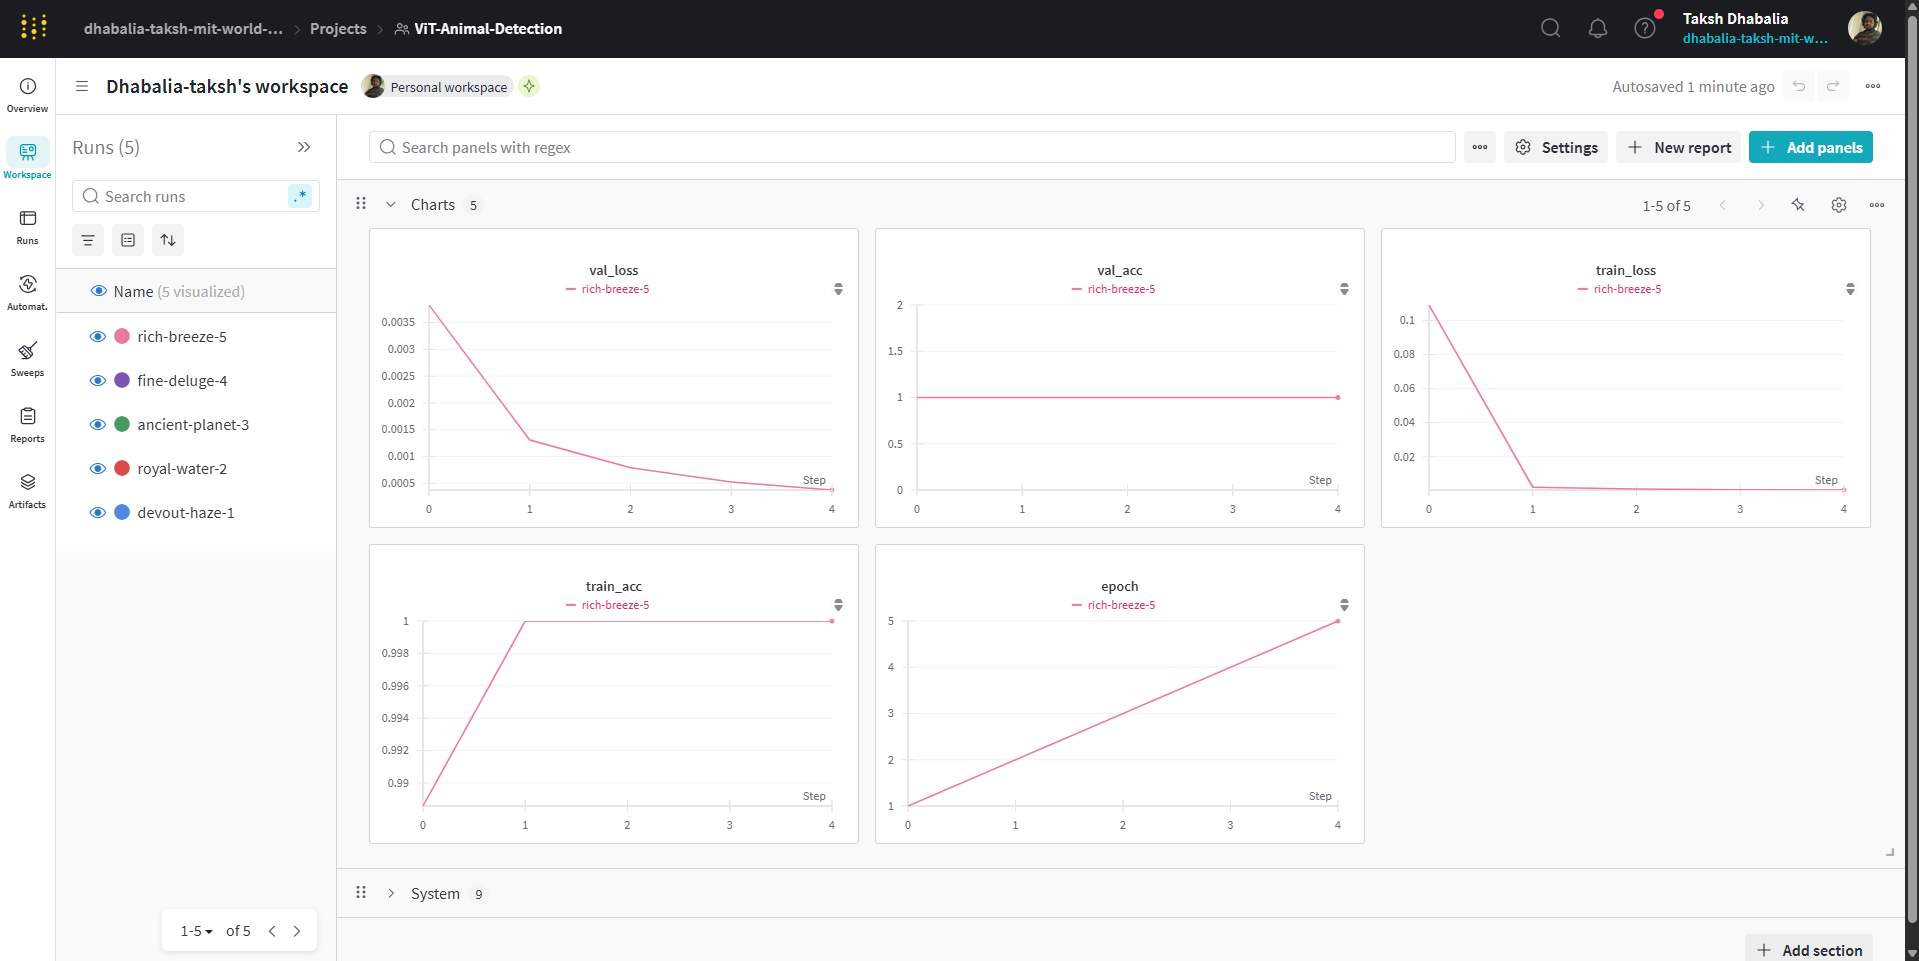 dhabalia-taksh-mit-world-... > Projects > ViT-Animal-Detection
Taksh Dhabalia
dhabalia-taksh-mit-w...
Dhabalia-taksh's workspace Personal workspace
Autosaved 1 minute ago
Overview
Workspace
Runs
Automat.
Sweeps
Reports
Artifacts
Runs (5)
Search runs .*
Name (5 visualized)
rich-breeze-5
fine-deluge-4
ancient-planet-3
royal-water-2
devout-haze-1
1-5 of 5
Search panels with regex
Settings
New report
Add panels
Charts 5
1-5 of 5
val_loss
rich-breeze-5
0.0035
0.003
0.0025
0.002
0.0015
0.001
0.0005
Step
0 1 2 3 4
val_acc
rich-breeze-5
2
1.5
1
0.5
0
Step
0 1 2 3 4
train_loss
rich-breeze-5
0.1
0.08
0.06
0.04
0.02
Step
0 1 2 3 4
train_acc
rich-breeze-5
1
0.998
0.996
0.994
0.992
0.99
Step
0 1 2 3 4
epoch
rich-breeze-5
5
4
3
2
1
Step
0 1 2 3 4
System 9
Add section